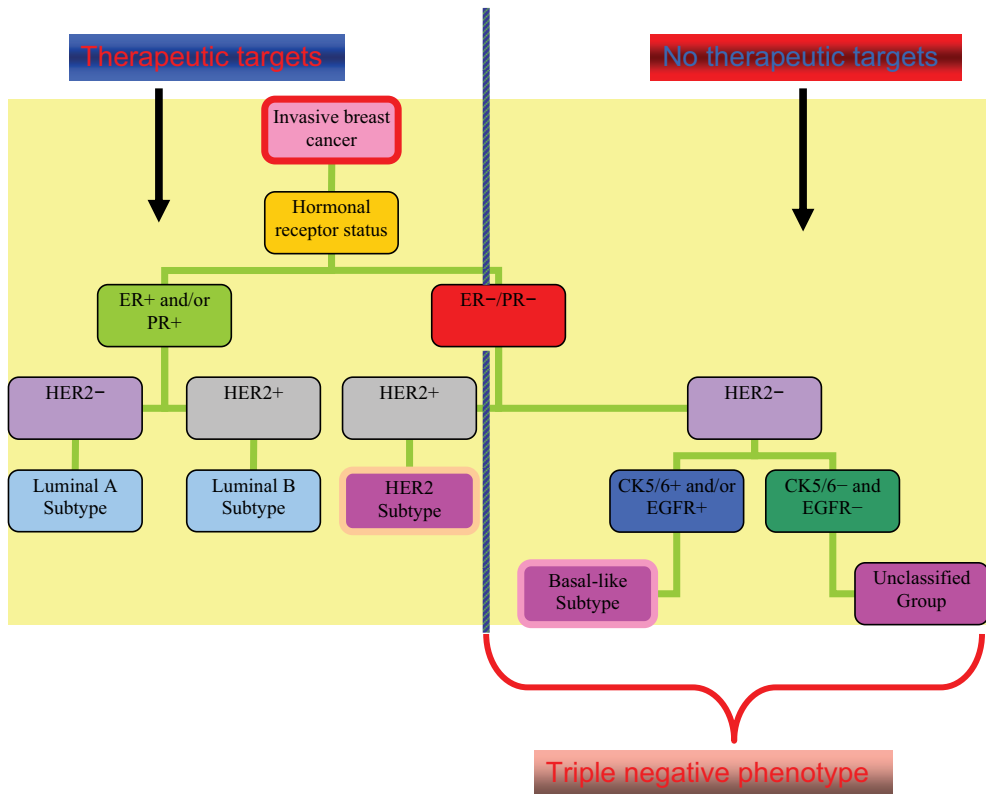 Therapeutic targets
No therapeutic targets
Invasive breast
cancer
Hormonal
receptor status
ER+ and/or
PR+
ER−/PR−
HER2−
HER2+
HER2+
HER2−
Luminal A
Subtype
Luminal B
Subtype
HER2
Subtype
CK5/6+ and/or
EGFR+
CK5/6− and
EGFR−
Basal-like
Subtype
Unclassified
Group
Triple negative phenotype